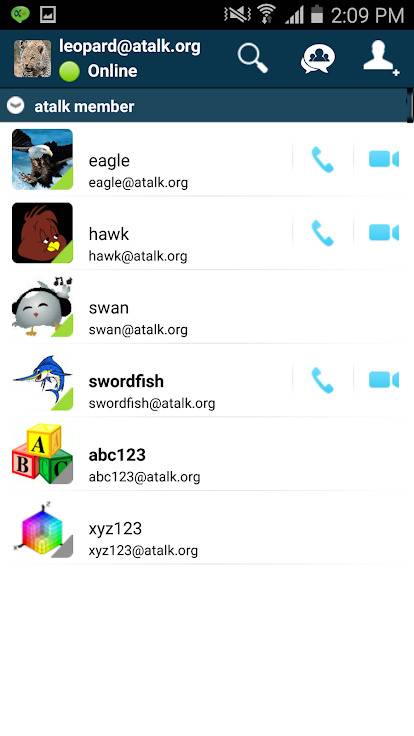 2:09 PM
leopard@atalk.org
Online
atalk member
eagle
eagle@atalk.org
hawk
hawk@atalk.org
swan
swan@atalk.org
swordfish
swordfish@atalk.org
A
B C
abc123
abc123@atalk.org
xyz123
xyz123@atalk.org